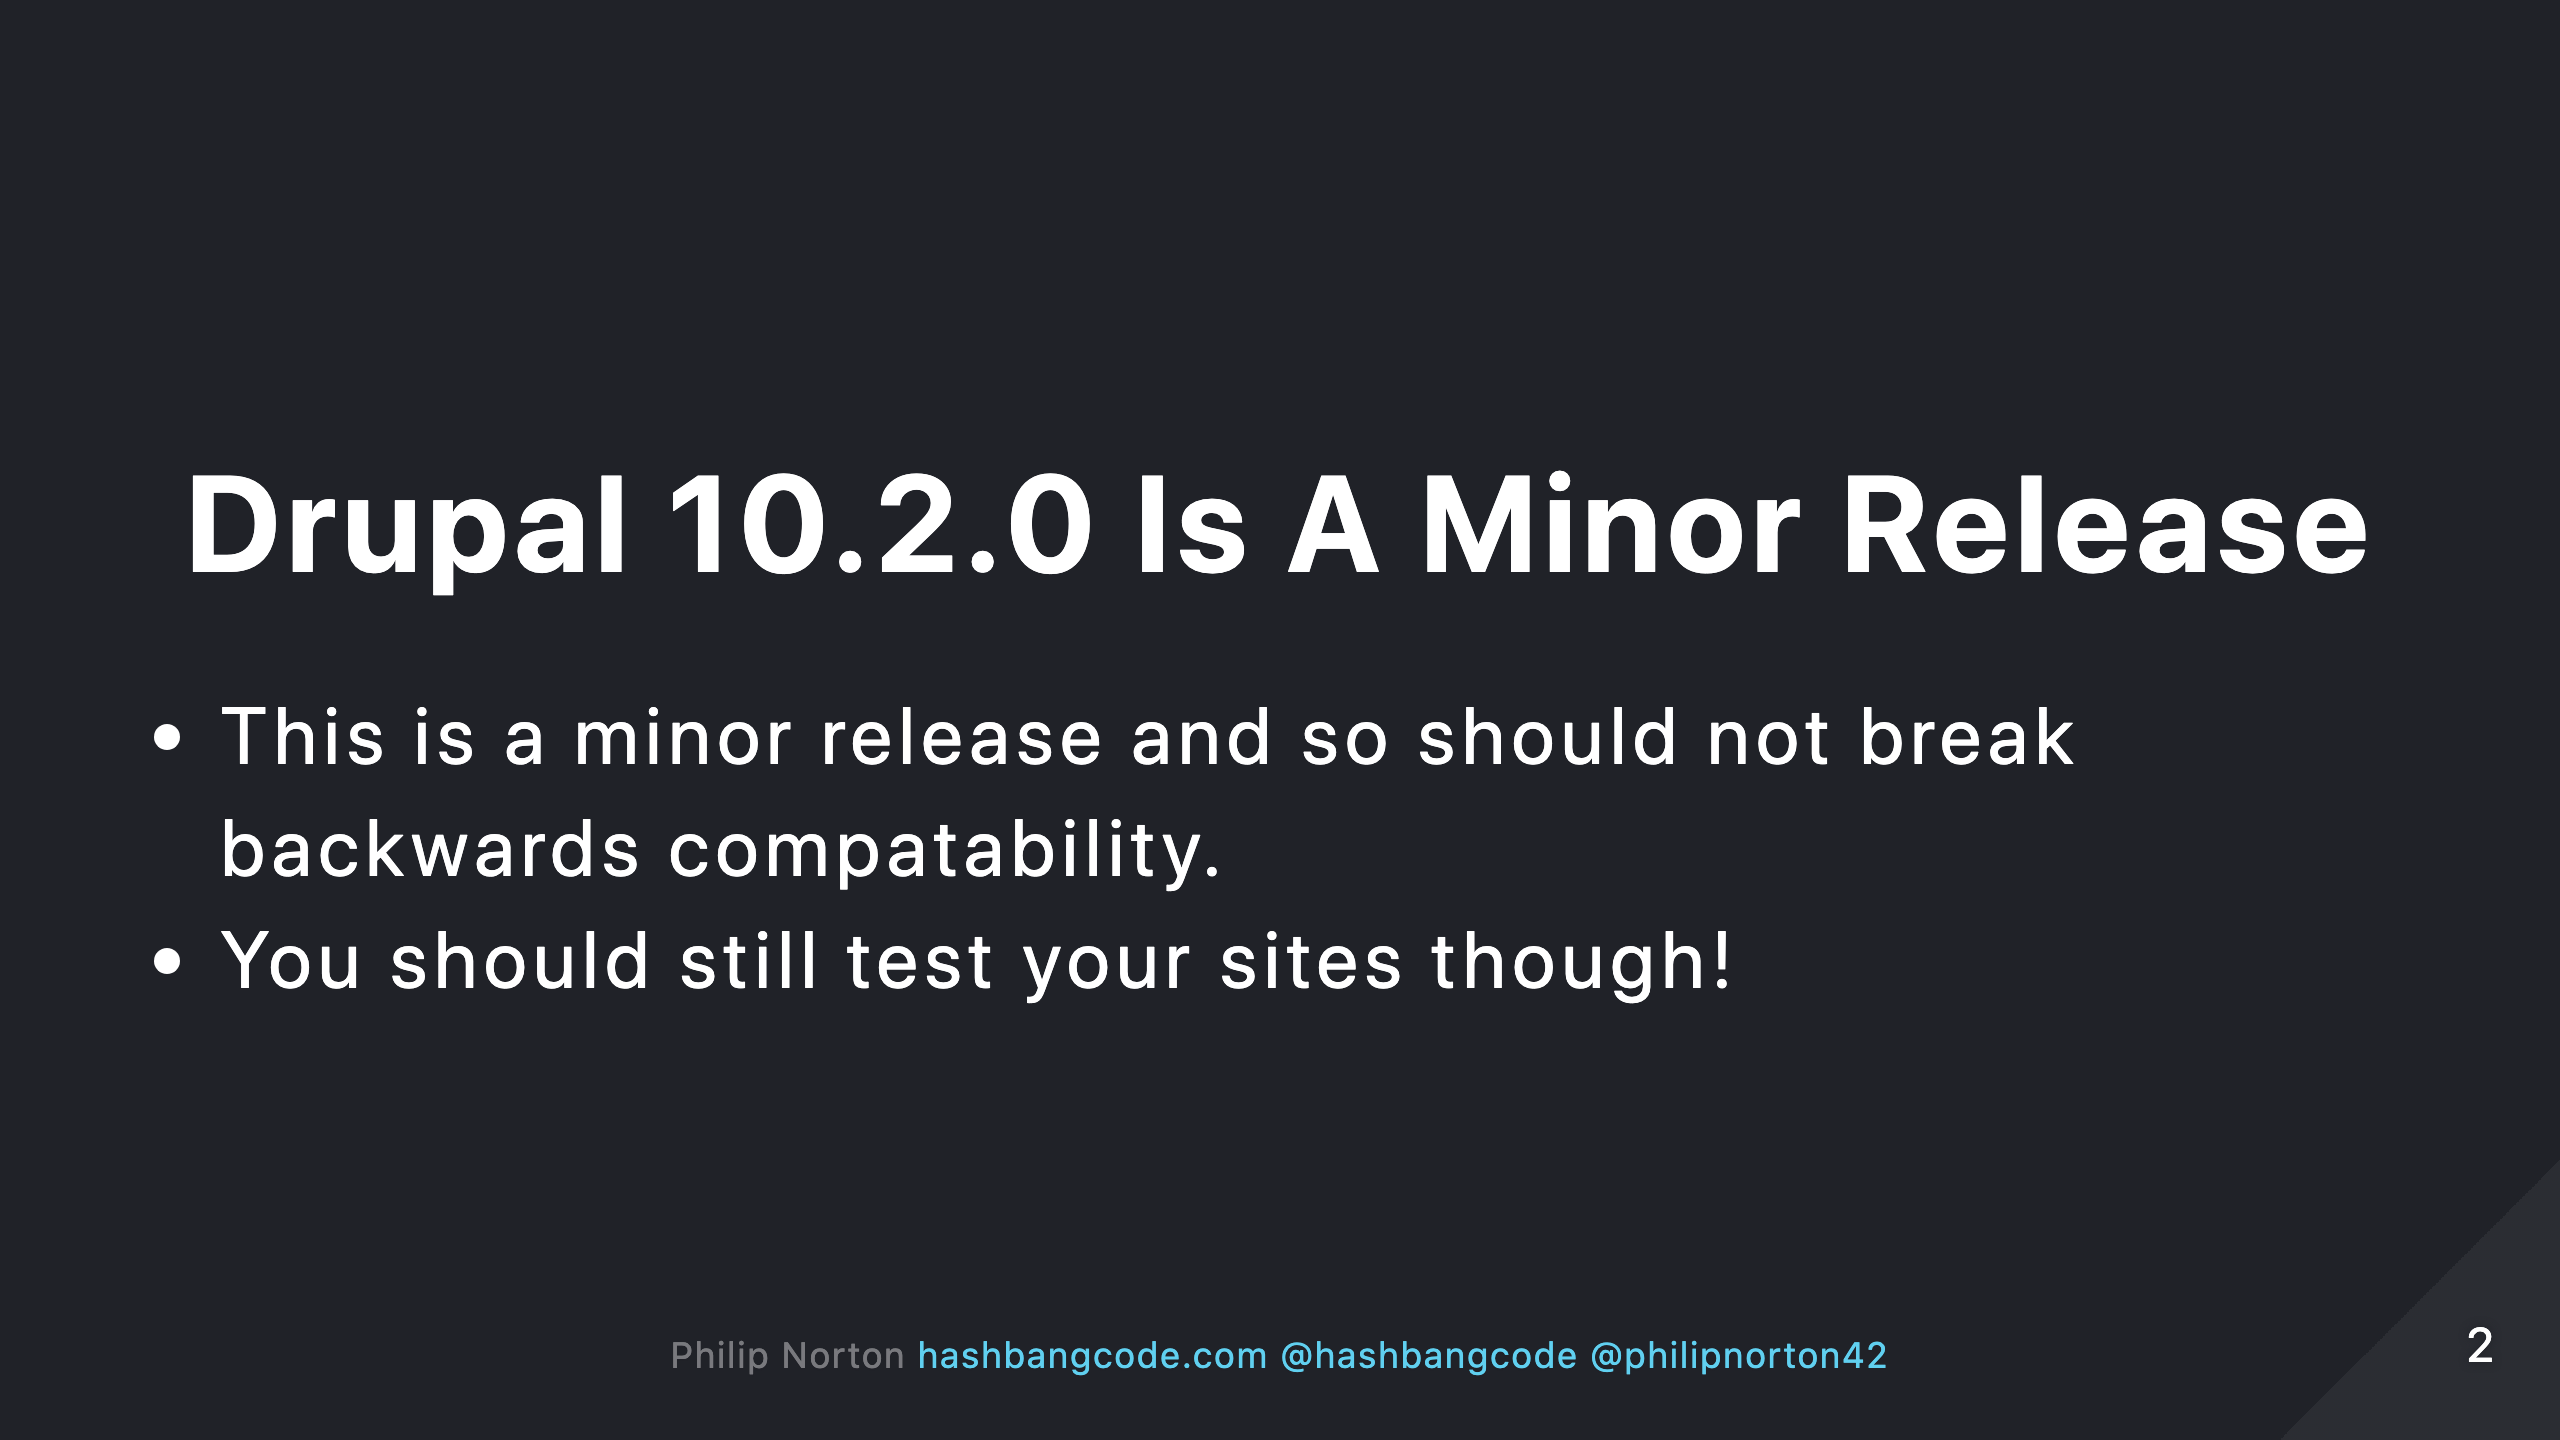 Drupal 10.2.0 Is A Minor Release
• This is a minor release and so should not break
backwards compatability.
• You should still test your sites though!
Philip Norton hashbangcode.com @hashbangcode @philipnorton42
2